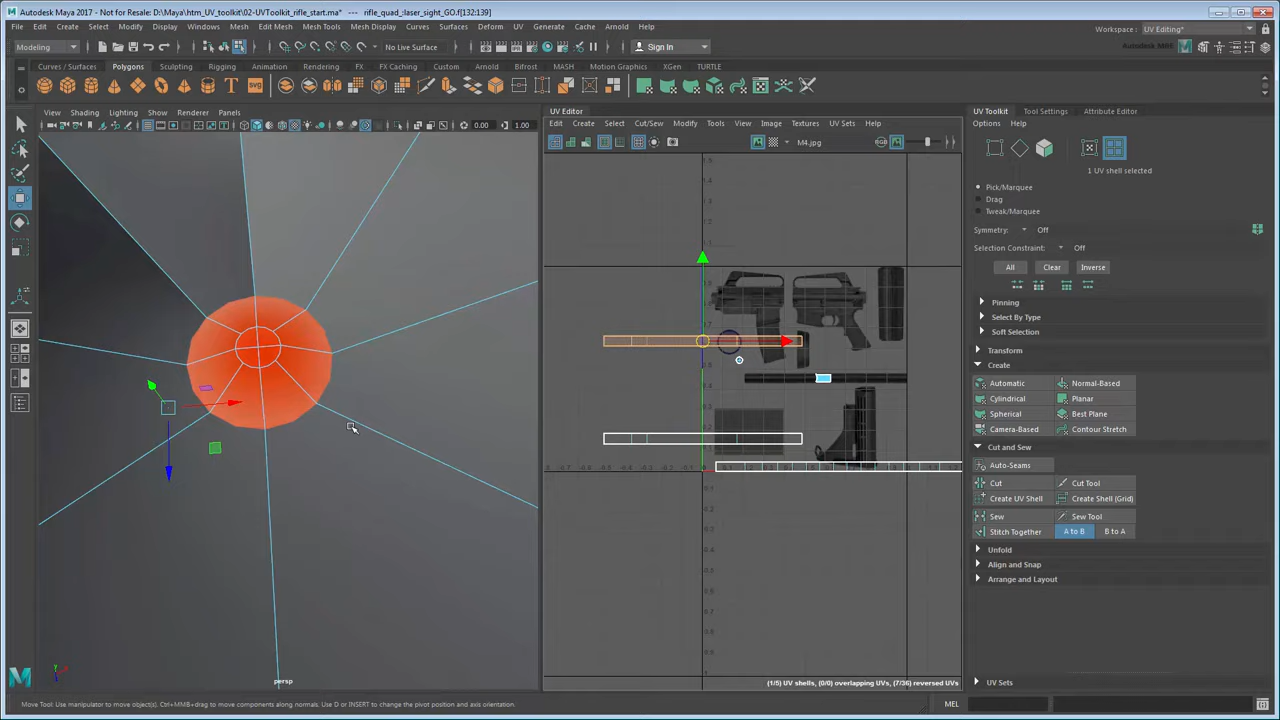 Autodesk Maya 2017 - Not for Resale: D:\Maya\htm_UV_toolkit\02-UVToolkit_rifle_start.ma* --- rifle_quad_:laser_sight_GO.f[132:139]
File Edit Create Select Modify Display Windows Mesh Edit Mesh Mesh Tools Mesh Display Curves Surfaces Deform UV Generate Cache Arnold Help
Workspace : UV Editing*
Modeling No Live Surface Sign In
Curves / Surfaces Polygons Sculpting Rigging Animation Rendering FX FX Caching Custom Arnold Bifrost MASH Motion Graphics XGen TURTLE
View Shading Lighting Show Renderer Panels
0.00 1.00
persp
UV Editor
Edit Create Select Cut/Sew Modify Tools View Image Textures UV Sets Help
M4.jpg
(1/5) UV shells, (0/0) overlapping UVs, (7/36) reversed UVs
UV Toolkit Tool Settings Attribute Editor
Options Help
1 UV shell selected
Pick/Marquee
Drag
Tweak/Marquee
Symmetry: Off
Selection Constraint: Off
All Clear Inverse
Pinning
Select By Type
Soft Selection
Transform
Create
Automatic Normal-Based
Cylindrical Planar
Spherical Best Plane
Camera-Based Contour Stretch
Cut and Sew
Auto-Seams
Cut Cut Tool
Create UV Shell Create Shell (Grid)
Sew Sew Tool
Stitch Together A to B B to A
Unfold
Align and Snap
Arrange and Layout
UV Sets
Move Tool: Use manipulator to move object(s). Ctrl+MMB+drag to move components along normals. Use D or INSERT to change the pivot position and axis orientation.
MEL